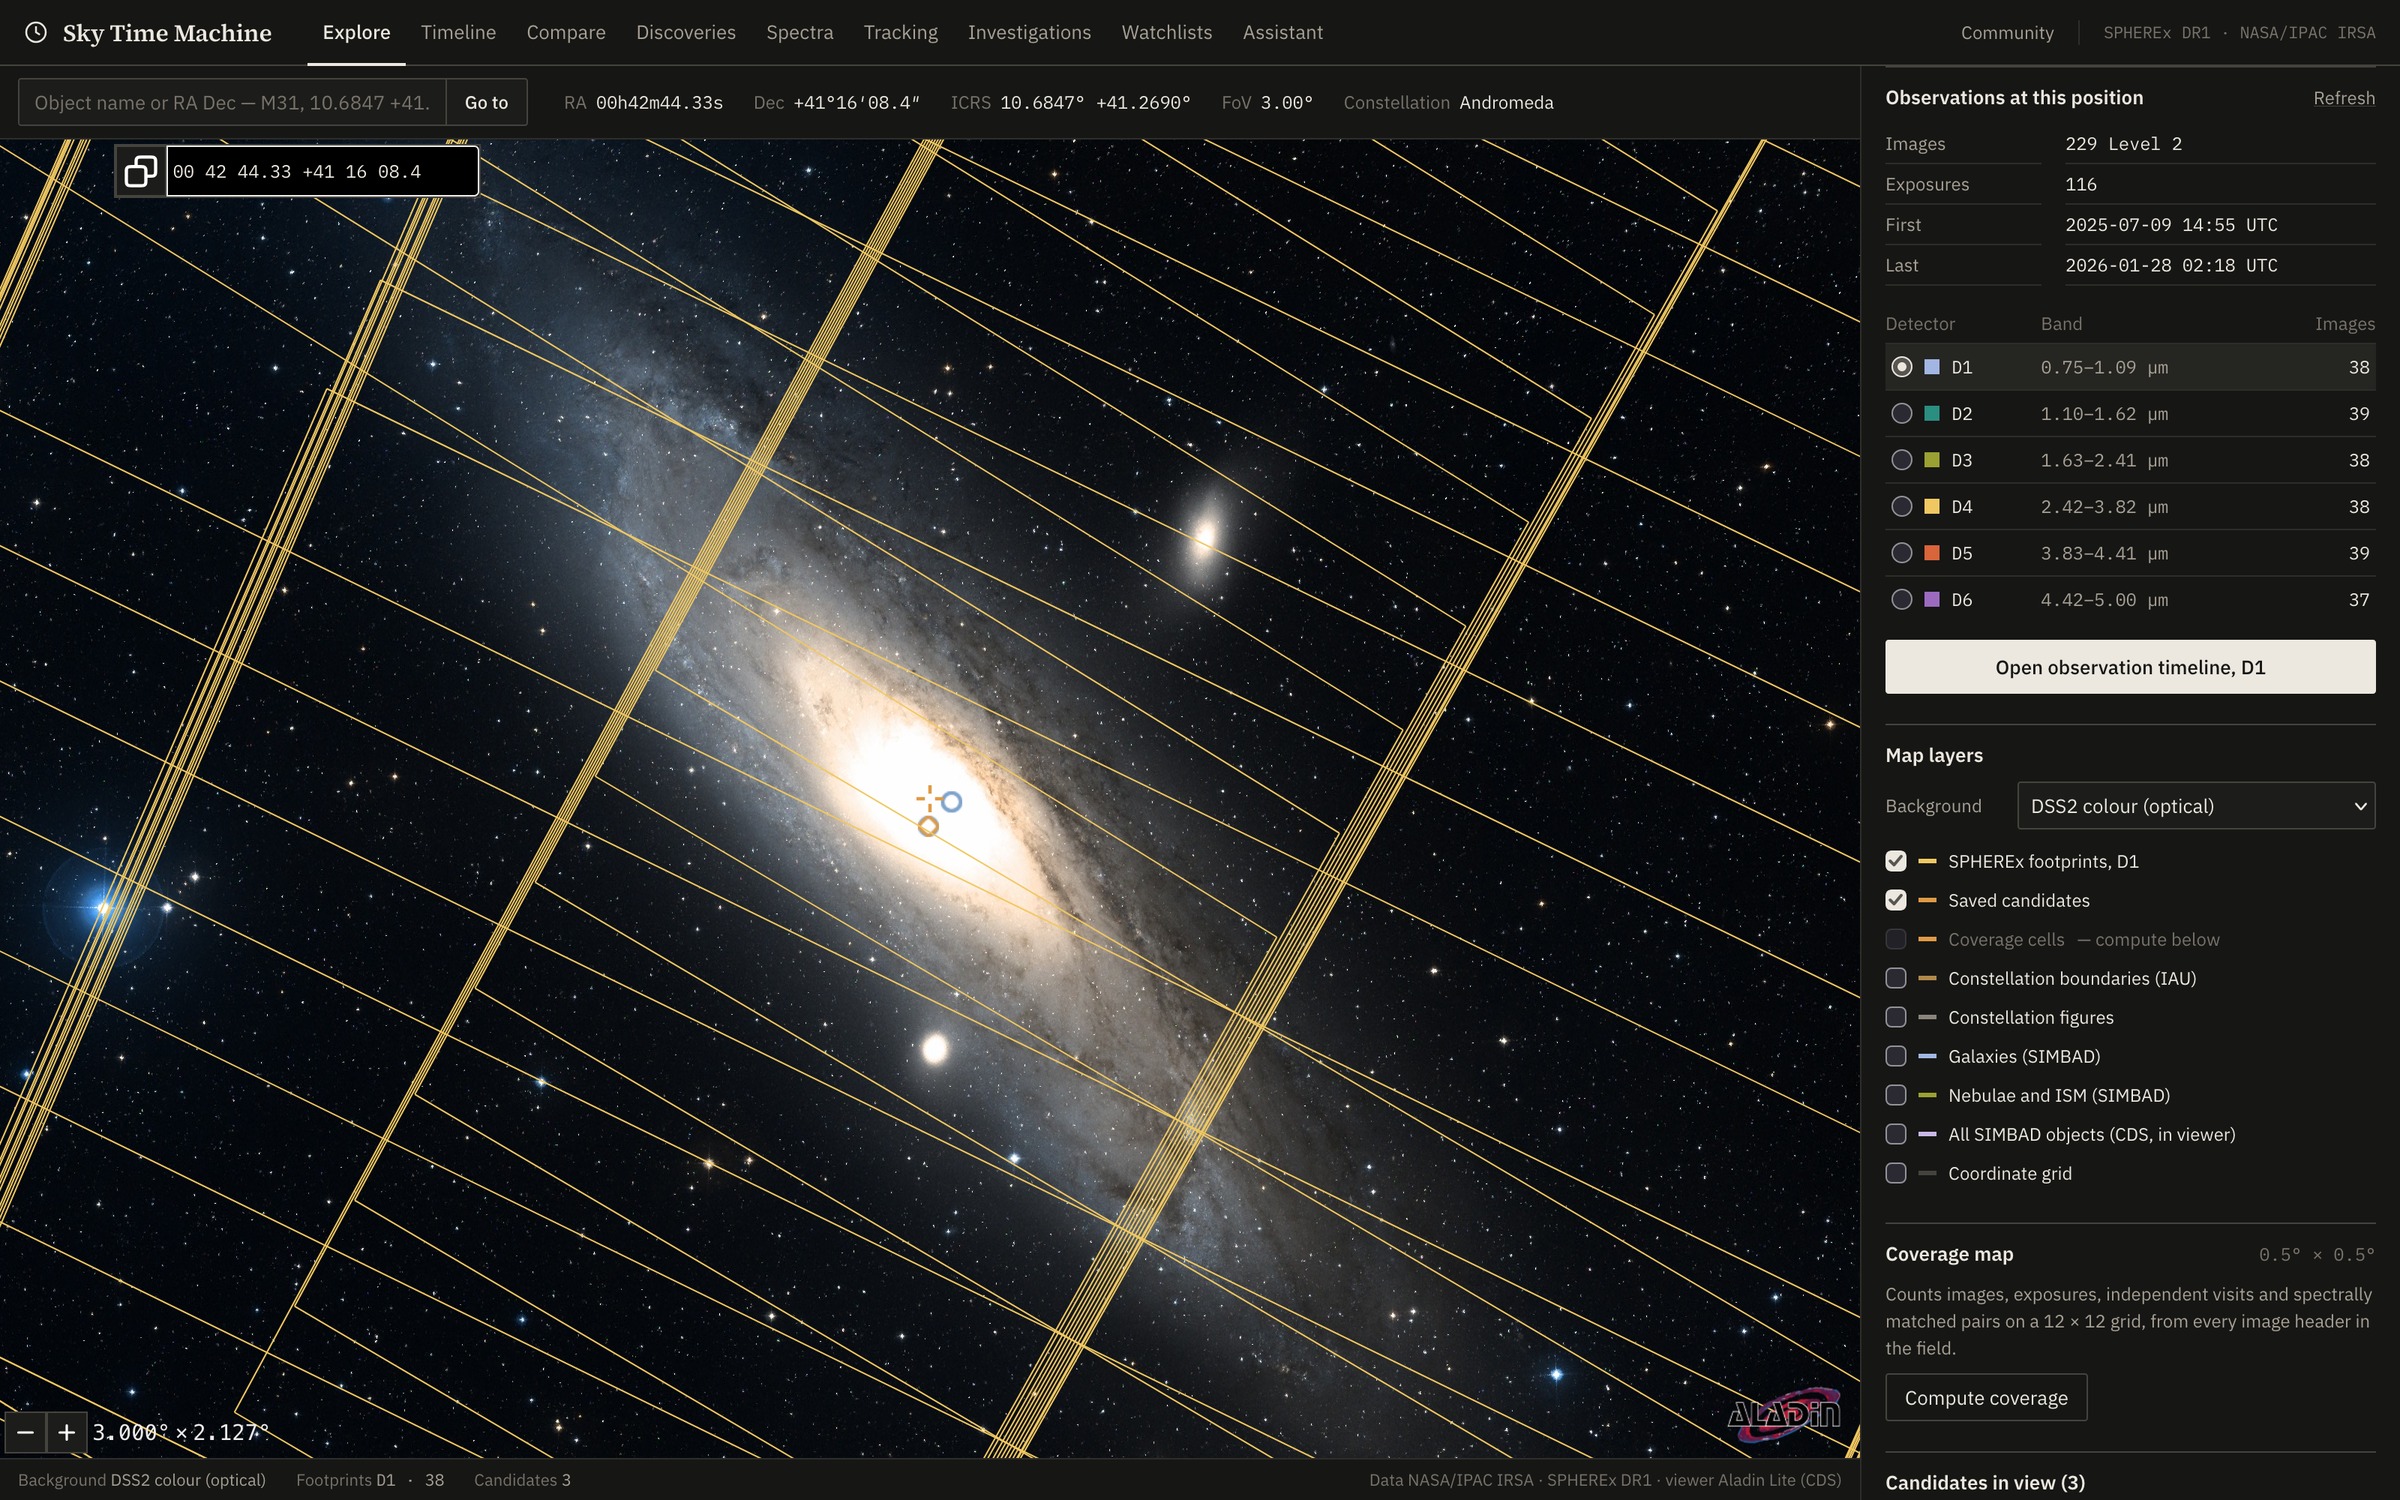 Sky Time Machine
Explore
Timeline
Compare
Discoveries
Spectra
Tracking
Investigations
Watchlists
Assistant
Community
SPHEREx DR1 · NASA/IPAC IRSA
Object name or RA Dec — M31, 10.6847 +41.
Go to
RA 00h42m44.33s
Dec +41°16′08.4″
ICRS 10.6847° +41.2690°
FoV 3.00°
Constellation Andromeda
00 42 44.33 +41 16 08.4
3.000° × 2.127°
ALADiN
Background DSS2 colour (optical)
Footprints D1 · 38
Candidates 3
Data NASA/IPAC IRSA · SPHEREx DR1 · viewer Aladin Lite (CDS)
Observations at this position
Refresh
Images 229 Level 2
Exposures 116
First 2025-07-09 14:55 UTC
Last 2026-01-28 02:18 UTC
Detector Band Images
D1 0.75–1.09 μm 38
D2 1.10–1.62 μm 39
D3 1.63–2.41 μm 38
D4 2.42–3.82 μm 38
D5 3.83–4.41 μm 39
D6 4.42–5.00 μm 37
Open observation timeline, D1
Map layers
Background DSS2 colour (optical)
SPHEREx footprints, D1
Saved candidates
Coverage cells — compute below
Constellation boundaries (IAU)
Constellation figures
Galaxies (SIMBAD)
Nebulae and ISM (SIMBAD)
All SIMBAD objects (CDS, in viewer)
Coordinate grid
Coverage map 0.5° × 0.5°
Counts images, exposures, independent visits and spectrally
matched pairs on a 12 × 12 grid, from every image header in
the field.
Compute coverage
Candidates in view (3)